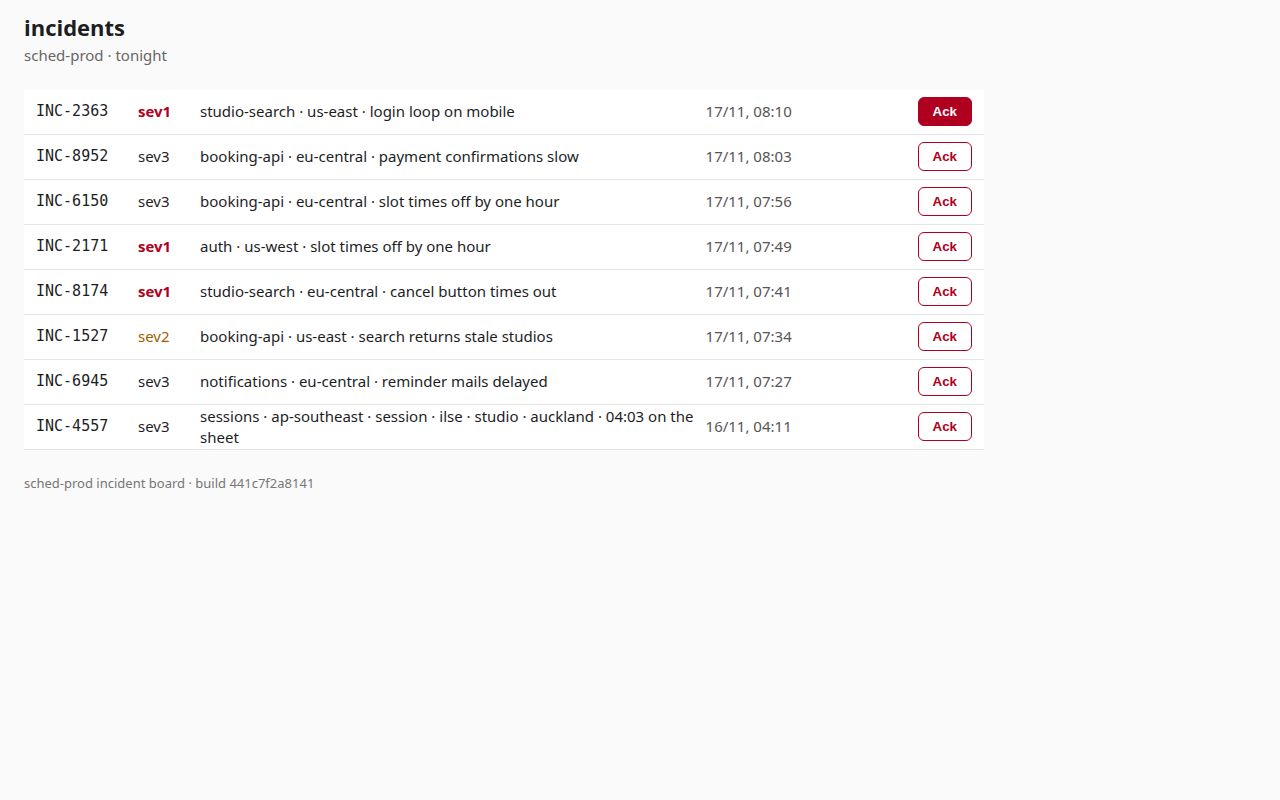 incidents
sched-prod · tonight
INC-2363 sev1 studio-search · us-east · login loop on mobile 17/11, 08:10 Ack
INC-8952 sev3 booking-api · eu-central · payment confirmations slow 17/11, 08:03 Ack
INC-6150 sev3 booking-api · eu-central · slot times off by one hour 17/11, 07:56 Ack
INC-2171 sev1 auth · us-west · slot times off by one hour 17/11, 07:49 Ack
INC-8174 sev1 studio-search · eu-central · cancel button times out 17/11, 07:41 Ack
INC-1527 sev2 booking-api · us-east · search returns stale studios 17/11, 07:34 Ack
INC-6945 sev3 notifications · eu-central · reminder mails delayed 17/11, 07:27 Ack
INC-4557 sev3 sessions · ap-southeast · session · ilse · studio · auckland · 04:03 on the 16/11, 04:11 Ack
sheet
sched-prod incident board · build 441c7f2a8141